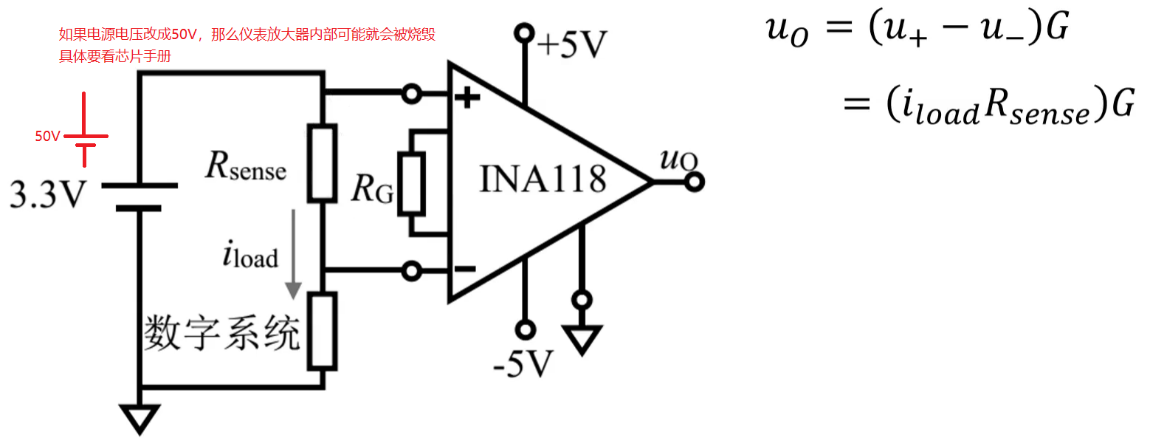 如果电源电压改成50V，那么仪表放大器内部可能就会被烧毁
具体要看芯片手册
50V
3.3V
Rsense
iload
数字系统
RG
+
−
INA118
+5V
-5V
uO
uO = (u+ − u−)G
= (iloadRsense)G